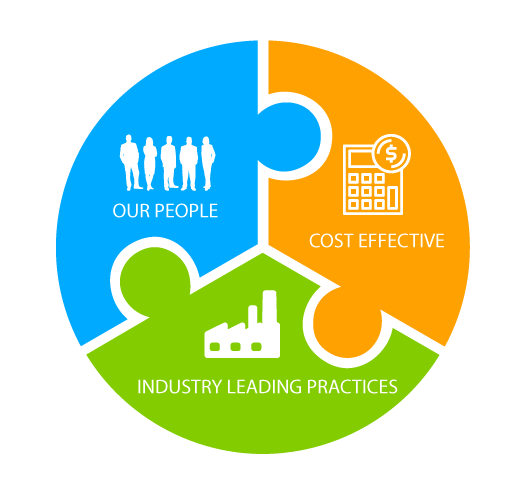 OUR PEOPLE
$
COST EFFECTIVE
INDUSTRY LEADING PRACTICES